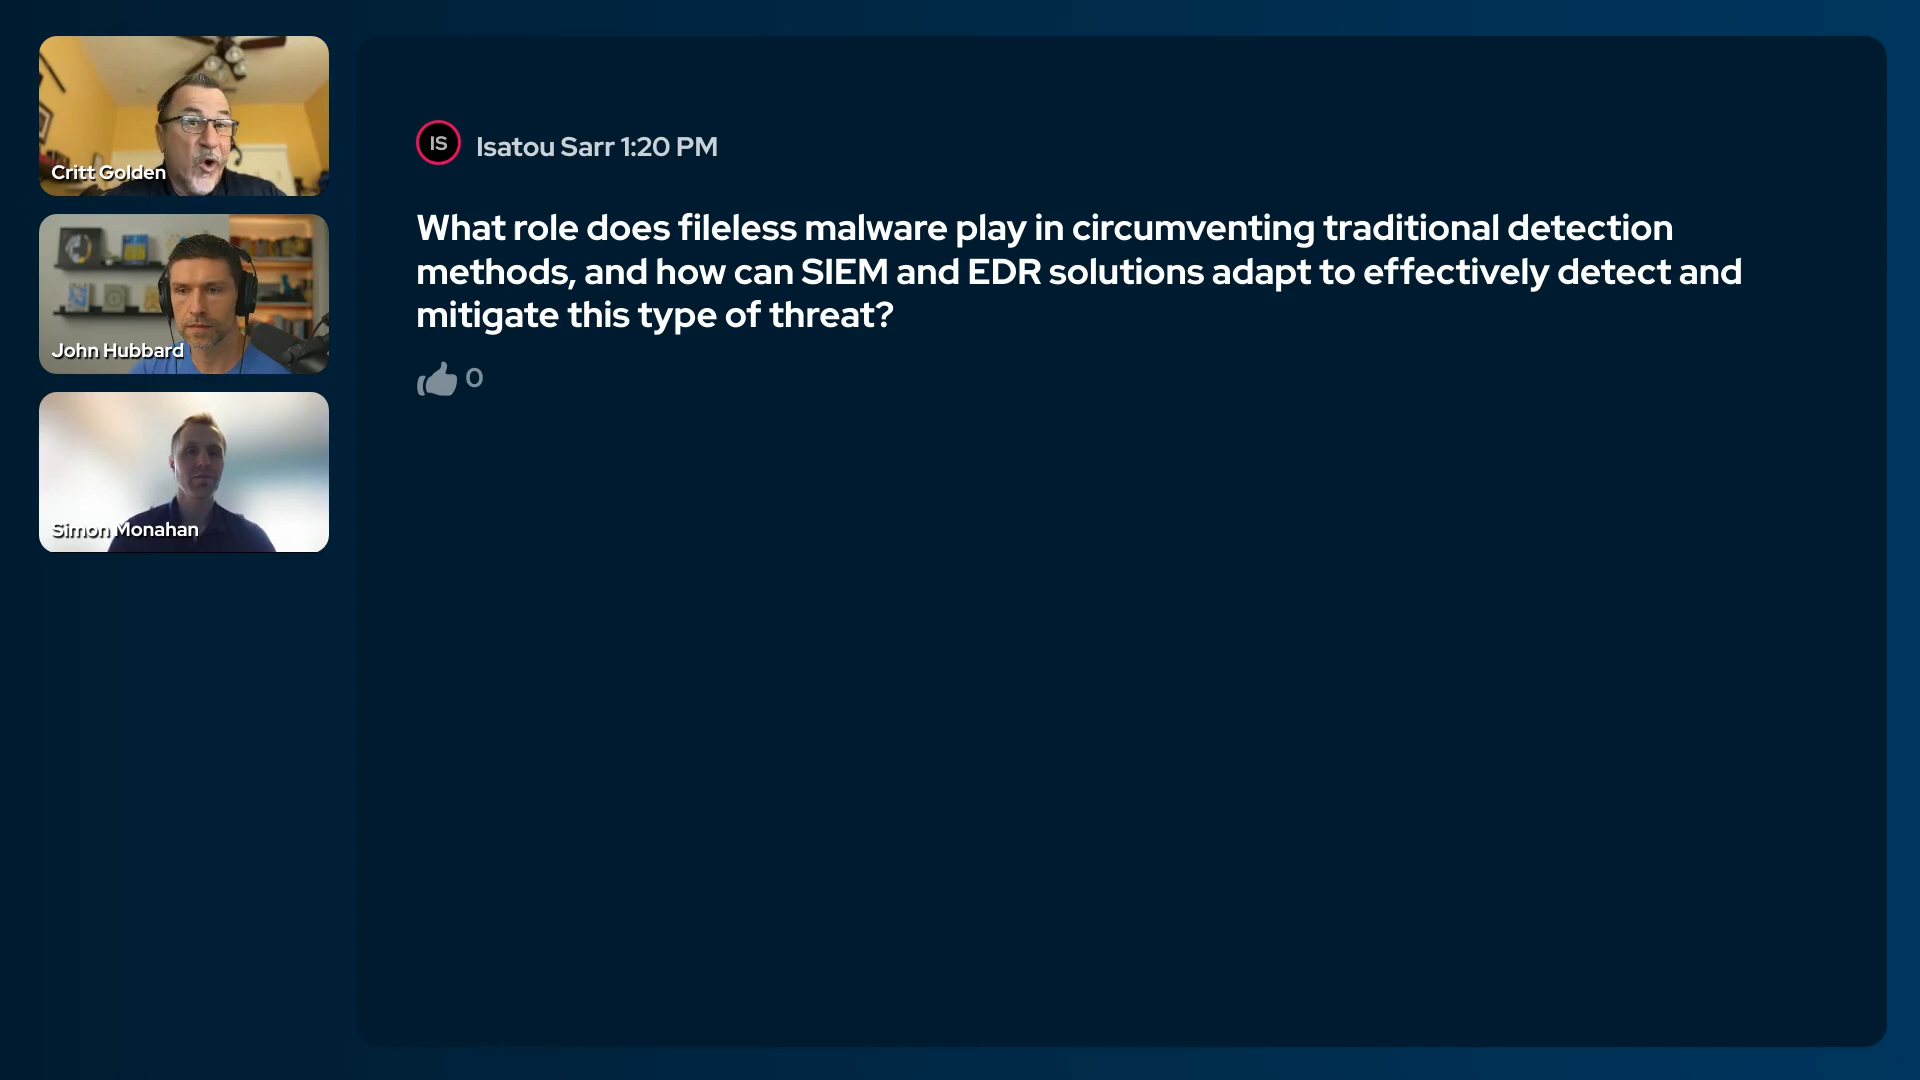 Critt Golden
John Hubbard
Simon Monahan
IS
Isatou Sarr 1:20 PM
What role does fileless malware play in circumventing traditional detection
methods, and how can SIEM and EDR solutions adapt to effectively detect and
mitigate this type of threat?
0